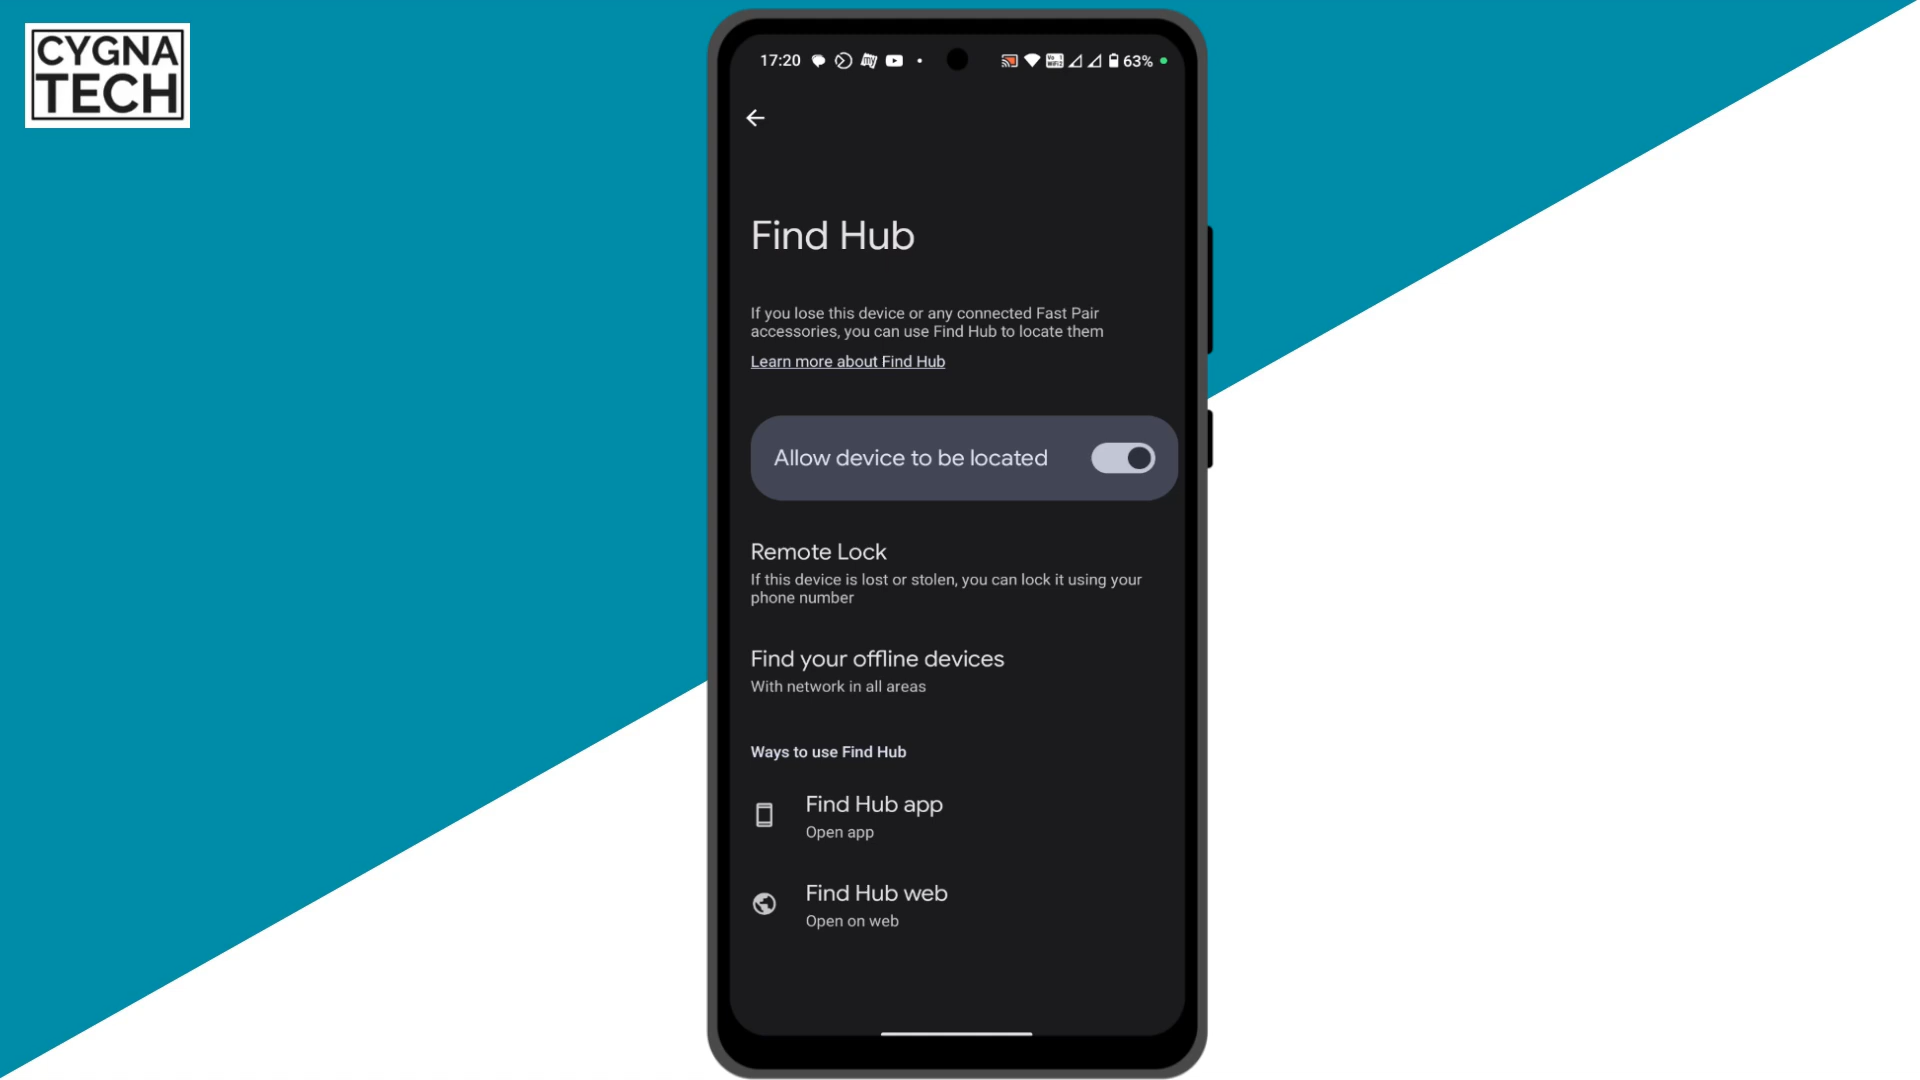 CYGNA
TECH
17:20
63%
Find Hub
If you lose this device or any connected Fast Pair
accessories, you can use Find Hub to locate them
Learn more about Find Hub
Allow device to be located
Remote Lock
If this device is lost or stolen, you can lock it using your
phone number
Find your offline devices
With network in all areas
Ways to use Find Hub
Find Hub app
Open app
Find Hub web
Open on web